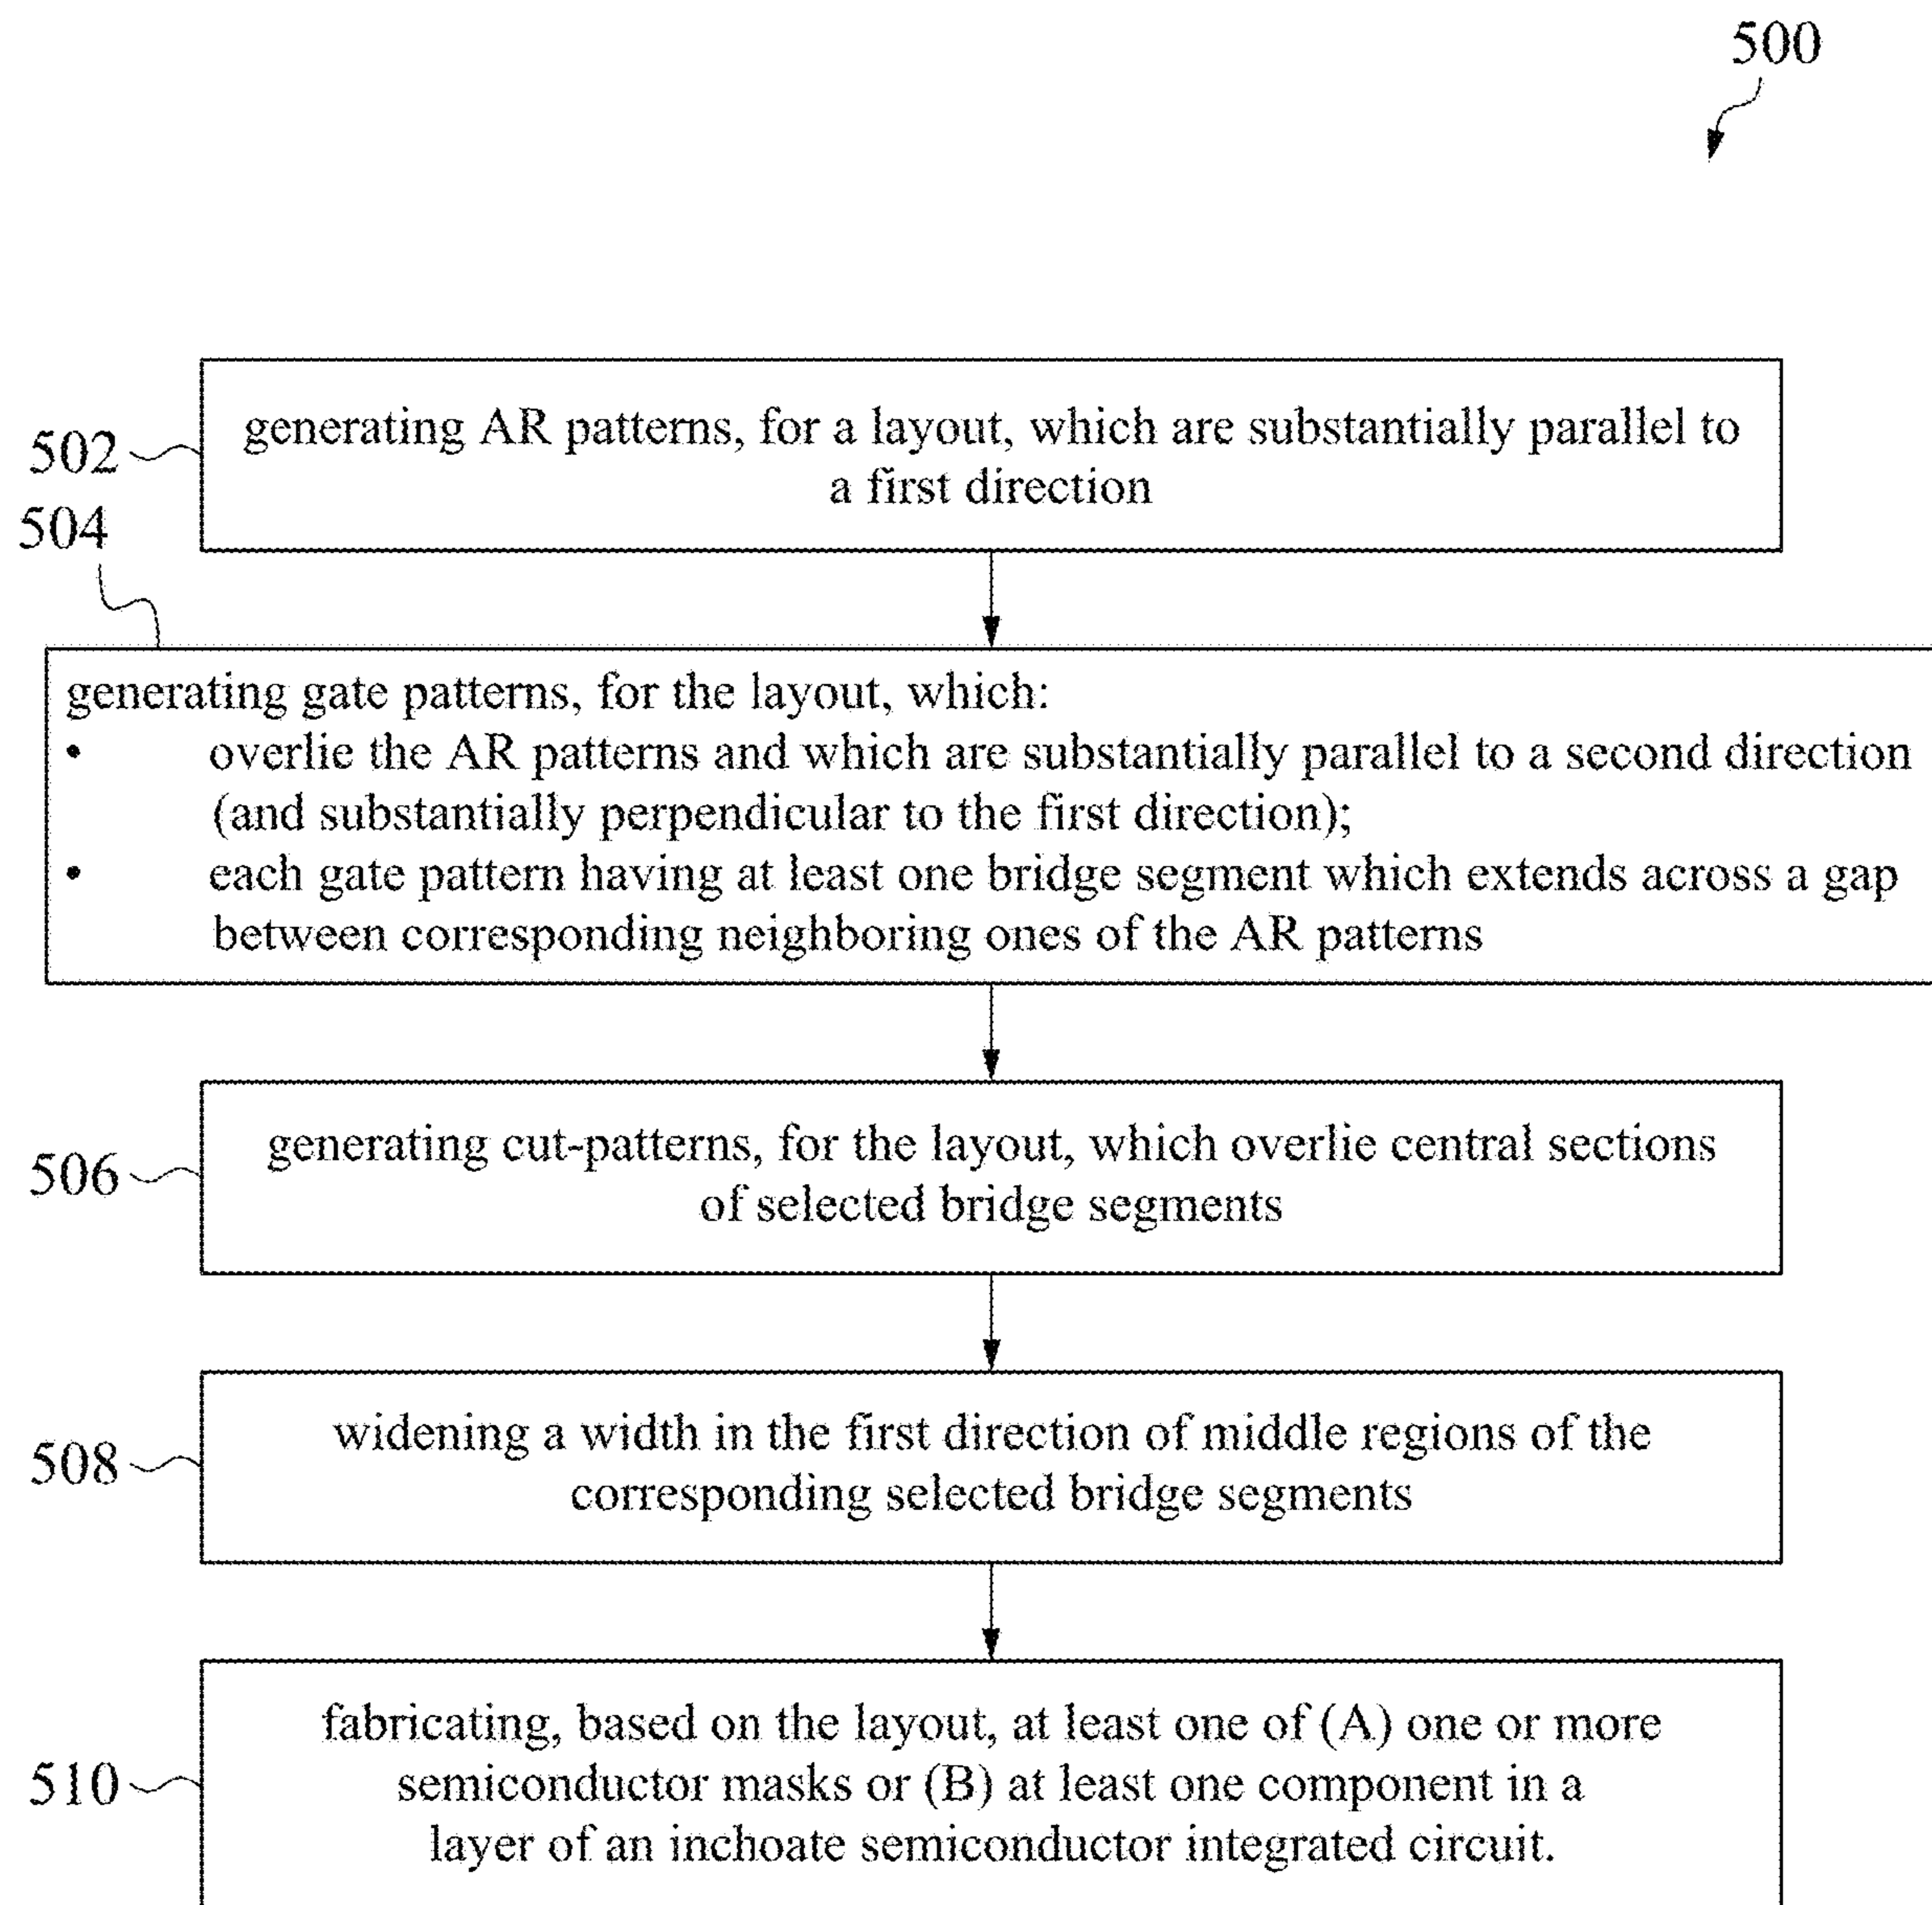 500
502
generating AR patterns, for a layout, which are substantially parallel to
a first direction
504
generating gate patterns, for the layout, which:
• overlie the AR patterns and which are substantially parallel to a second direction
(and substantially perpendicular to the first direction);
• each gate pattern having at least one bridge segment which extends across a gap
between corresponding neighboring ones of the AR patterns
506
generating cut-patterns, for the layout, which overlie central sections
of selected bridge segments
508
widening a width in the first direction of middle regions of the
corresponding selected bridge segments
510
fabricating, based on the layout, at least one of (A) one or more
semiconductor masks or (B) at least one component in a
layer of an inchoate semiconductor integrated circuit.